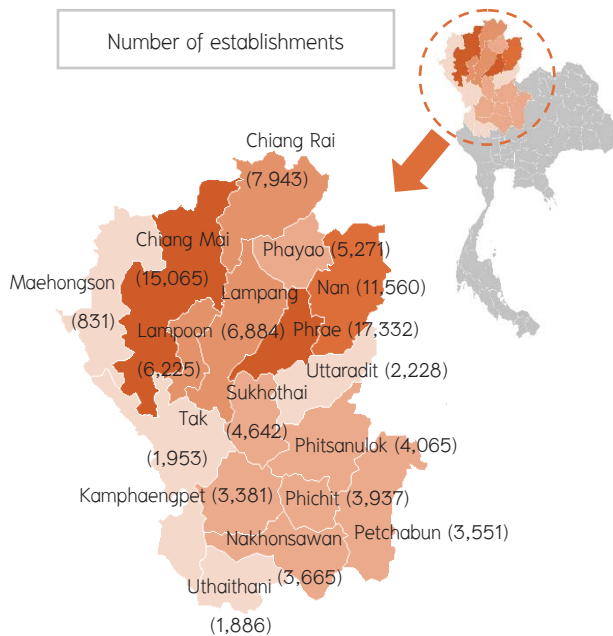 Number of establishments
Chiang Rai
(7,943)
Chiang Mai
(15,065)
Phayao (5,271)
Maehongson
(831)
Lampang
(6,884)
Nan (11,560)
Lampoon
(6,225)
Phrae (17,332)
Uttaradit (2,228)
Sukhothai
(4,642)
Tak
(1,953)
Phitsanulok (4,065)
Kamphaengpet (3,381)
Phichit (3,937)
Petchabun (3,551)
Nakhonsawan
(3,665)
Uthaithani
(1,886)